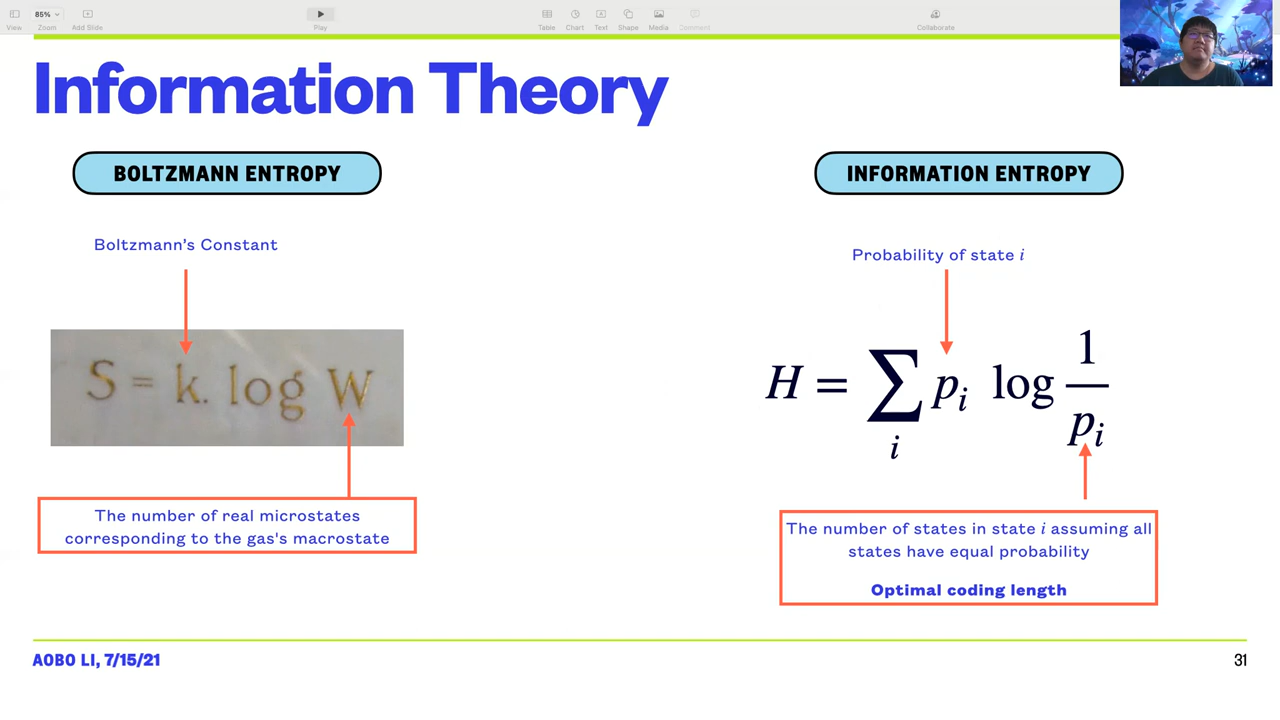 85%
View
Zoom
Add Slide
Play
Table
Chart
Text
Shape
Media
Comment
Collaborate
Information Theory
BOLTZMANN ENTROPY
Boltzmann's Constant
S = k. log W
The number of real microstates
corresponding to the gas's macrostate
INFORMATION ENTROPY
Probability of state i
H = ∑_i p_i log 1/p_i
The number of states in state i assuming all
states have equal probability
Optimal coding length
AOBO LI, 7/15/21
31